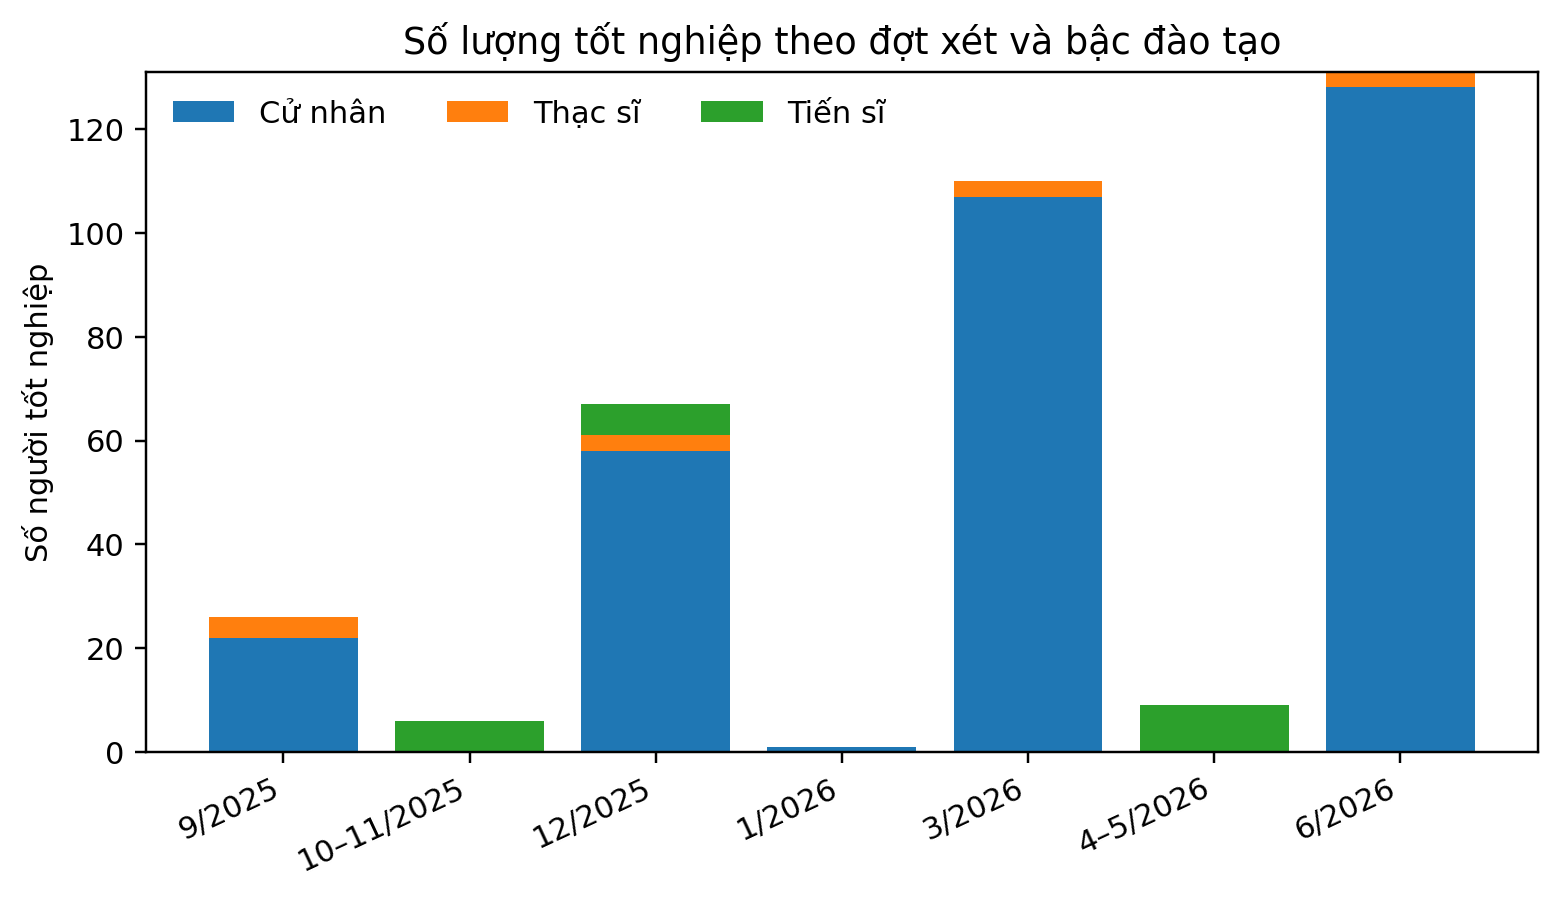 Số lượng tốt nghiệp theo đợt xét và bậc đào tạo
Cử nhân Thạc sĩ Tiến sĩ
Số người tốt nghiệp
120
100
80
60
40
20
0
9/2025 10–11/2025 12/2025 1/2026 3/2026 4–5/2026 6/2026